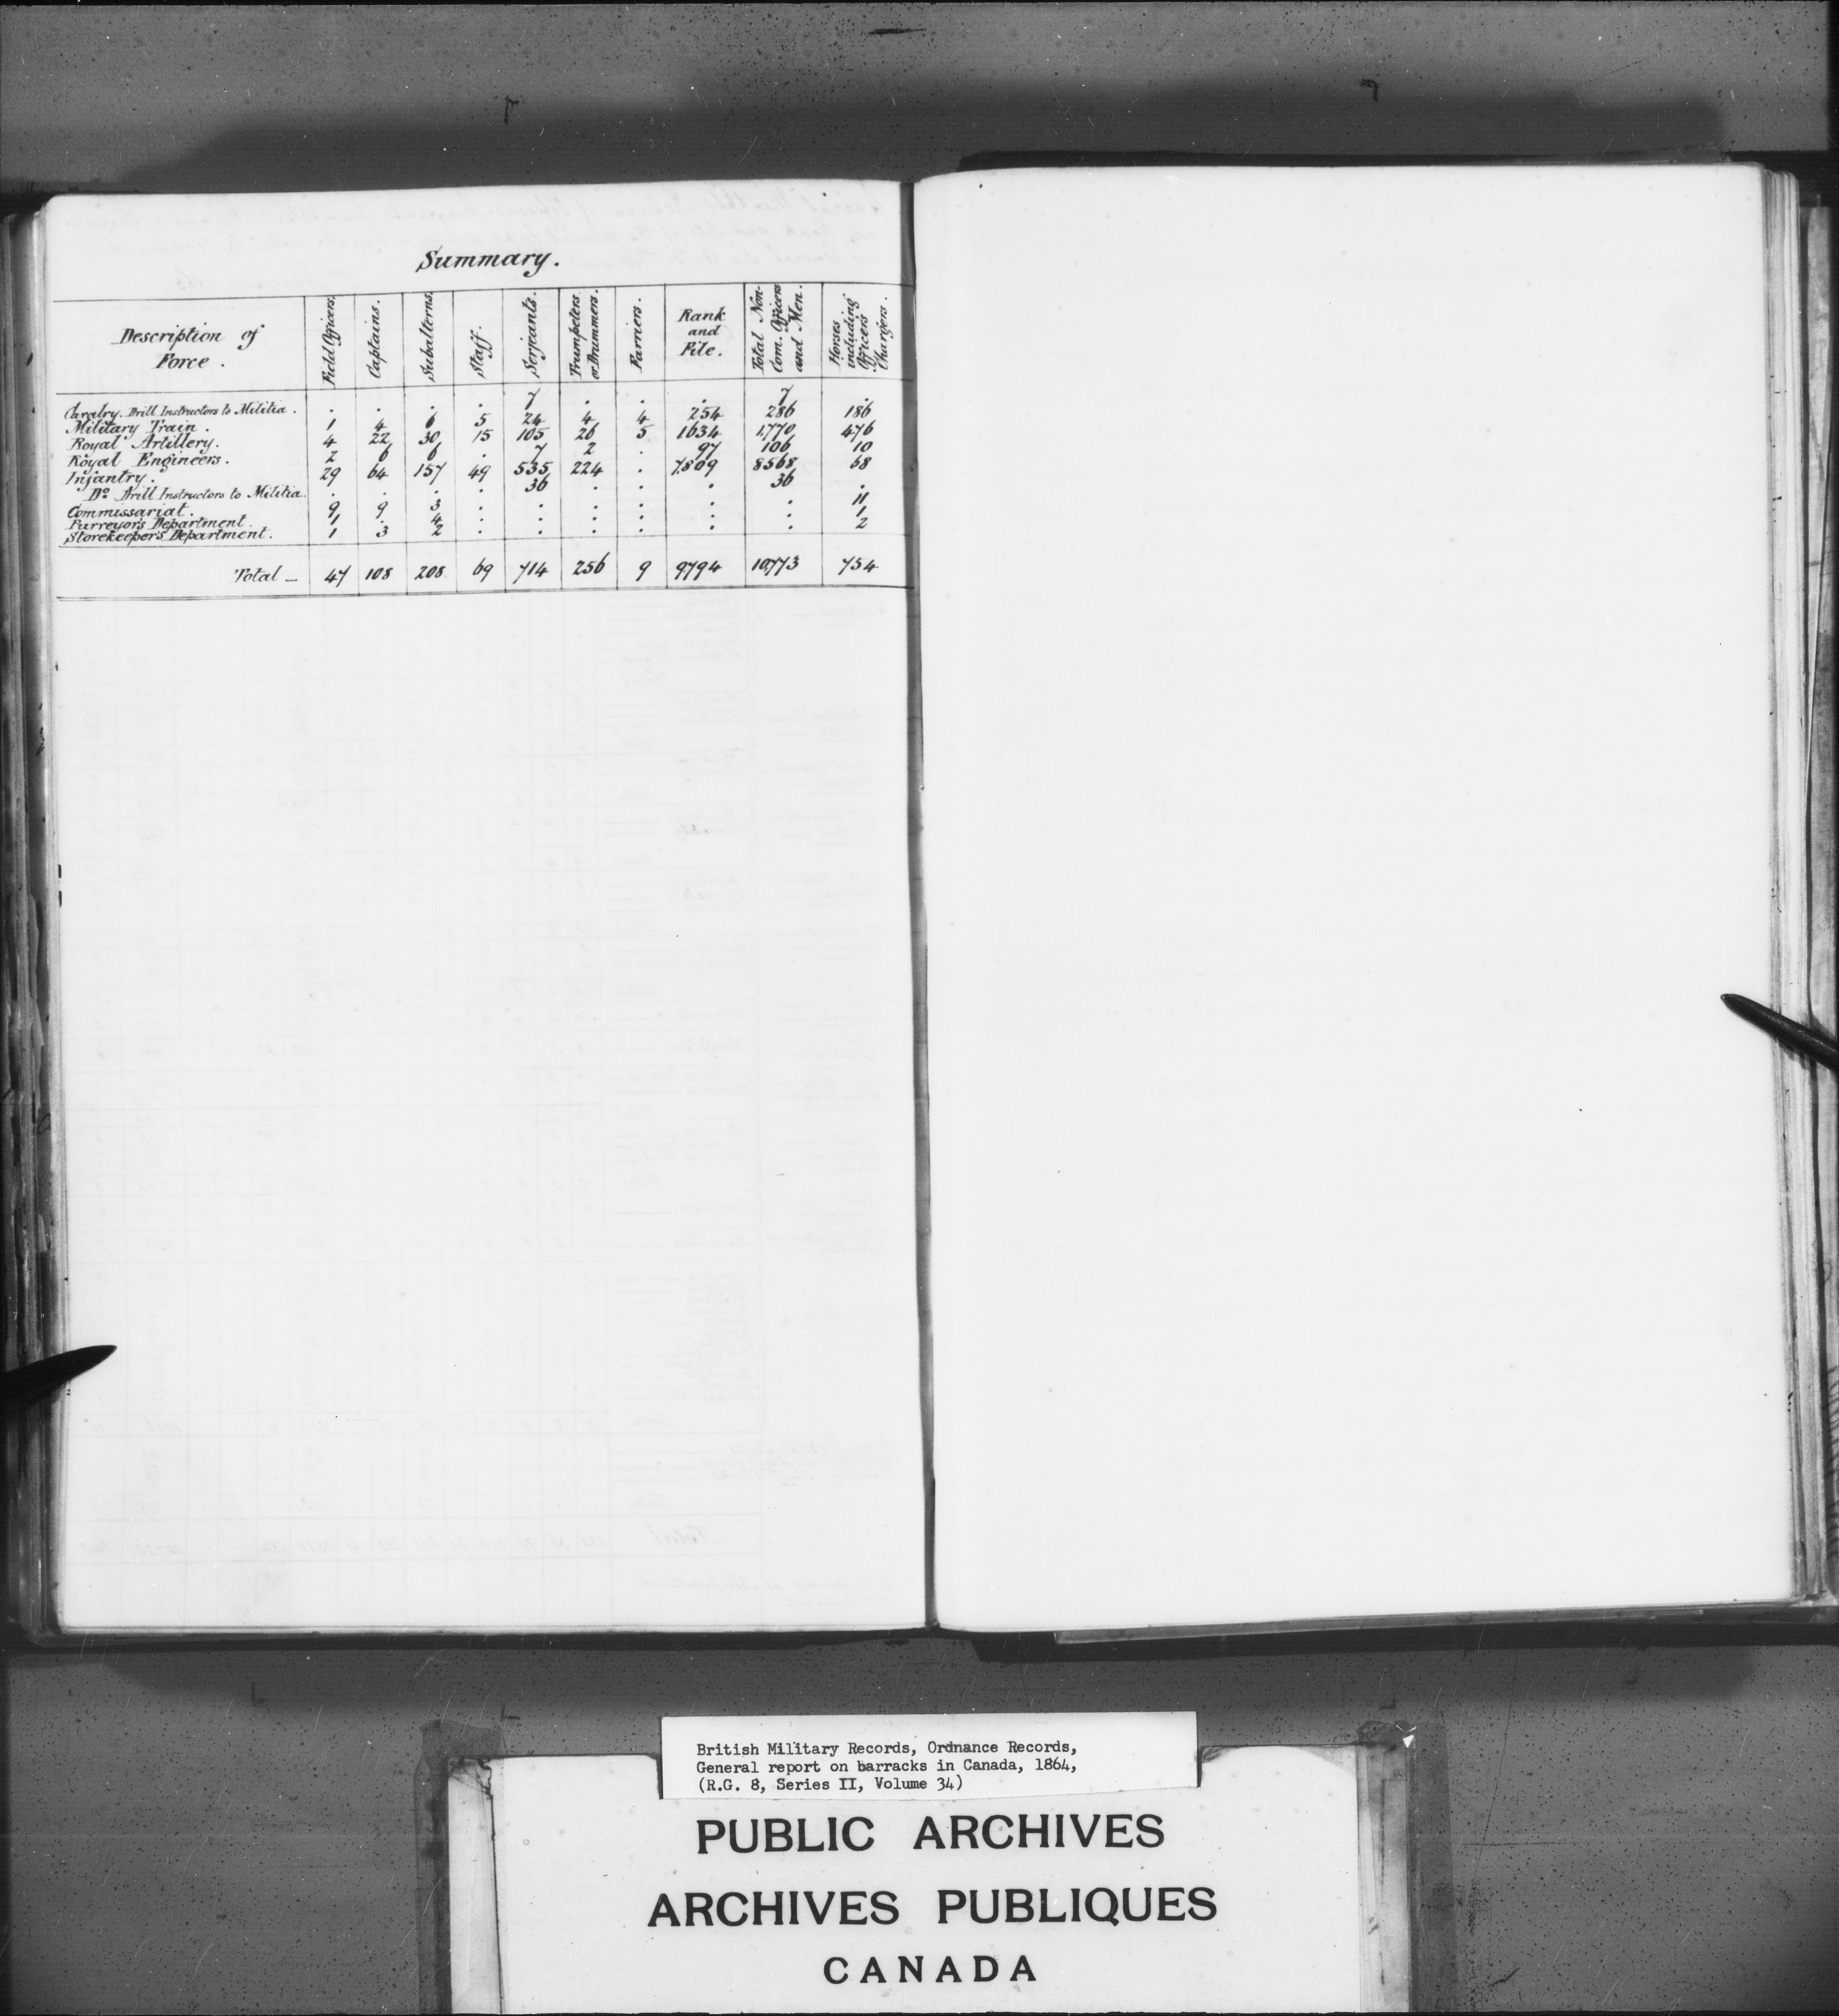 Summary.
Description of Force. | Field Officers. | Captains. | Subalterns. | Staff. | Serjeants. | Trumpeters or Drummers. | Farriers. | Rank and File. | Total Non-Com. Officers and Men. | Horses including Officers Chargers.
Cavalry. Drill Instructors to Militia. | . | . | . | . | 7 | . | . | . | 7 | .
Military Train. | 1 | 4 | 6 | 5 | 24 | 4 | 4 | 254 | 286 | 186
Royal Artillery. | 4 | 22 | 30 | 15 | 105 | 26 | 5 | 1634 | 1,770 | 476
Royal Engineers. | 2 | 6 | 6 | . | 7 | 2 | . | 97 | 106 | 10
Infantry. | 29 | 64 | 157 | 49 | 535 | 224 | . | 7,809 | 8568 | 68
Do. Drill Instructors to Militia. | . | . | . | . | 36 | . | . | . | 36 | .
Commissariat. | 9 | 9 | 3 | . | . | . | . | . | . | 11
Purveyor's Department. | 1 | . | 4 | . | . | . | . | . | . | 1
Storekeeper's Department. | 1 | 3 | 2 | . | . | . | . | . | . | 2
Total - | 47 | 108 | 208 | 69 | 714 | 256 | 9 | 9794 | 10,773 | 754
British Military Records, Ordnance Records,
General report on barracks in Canada, 1864,
(R.G. 8, Series II, Volume 34)
PUBLIC ARCHIVES
ARCHIVES PUBLIQUES
CANADA